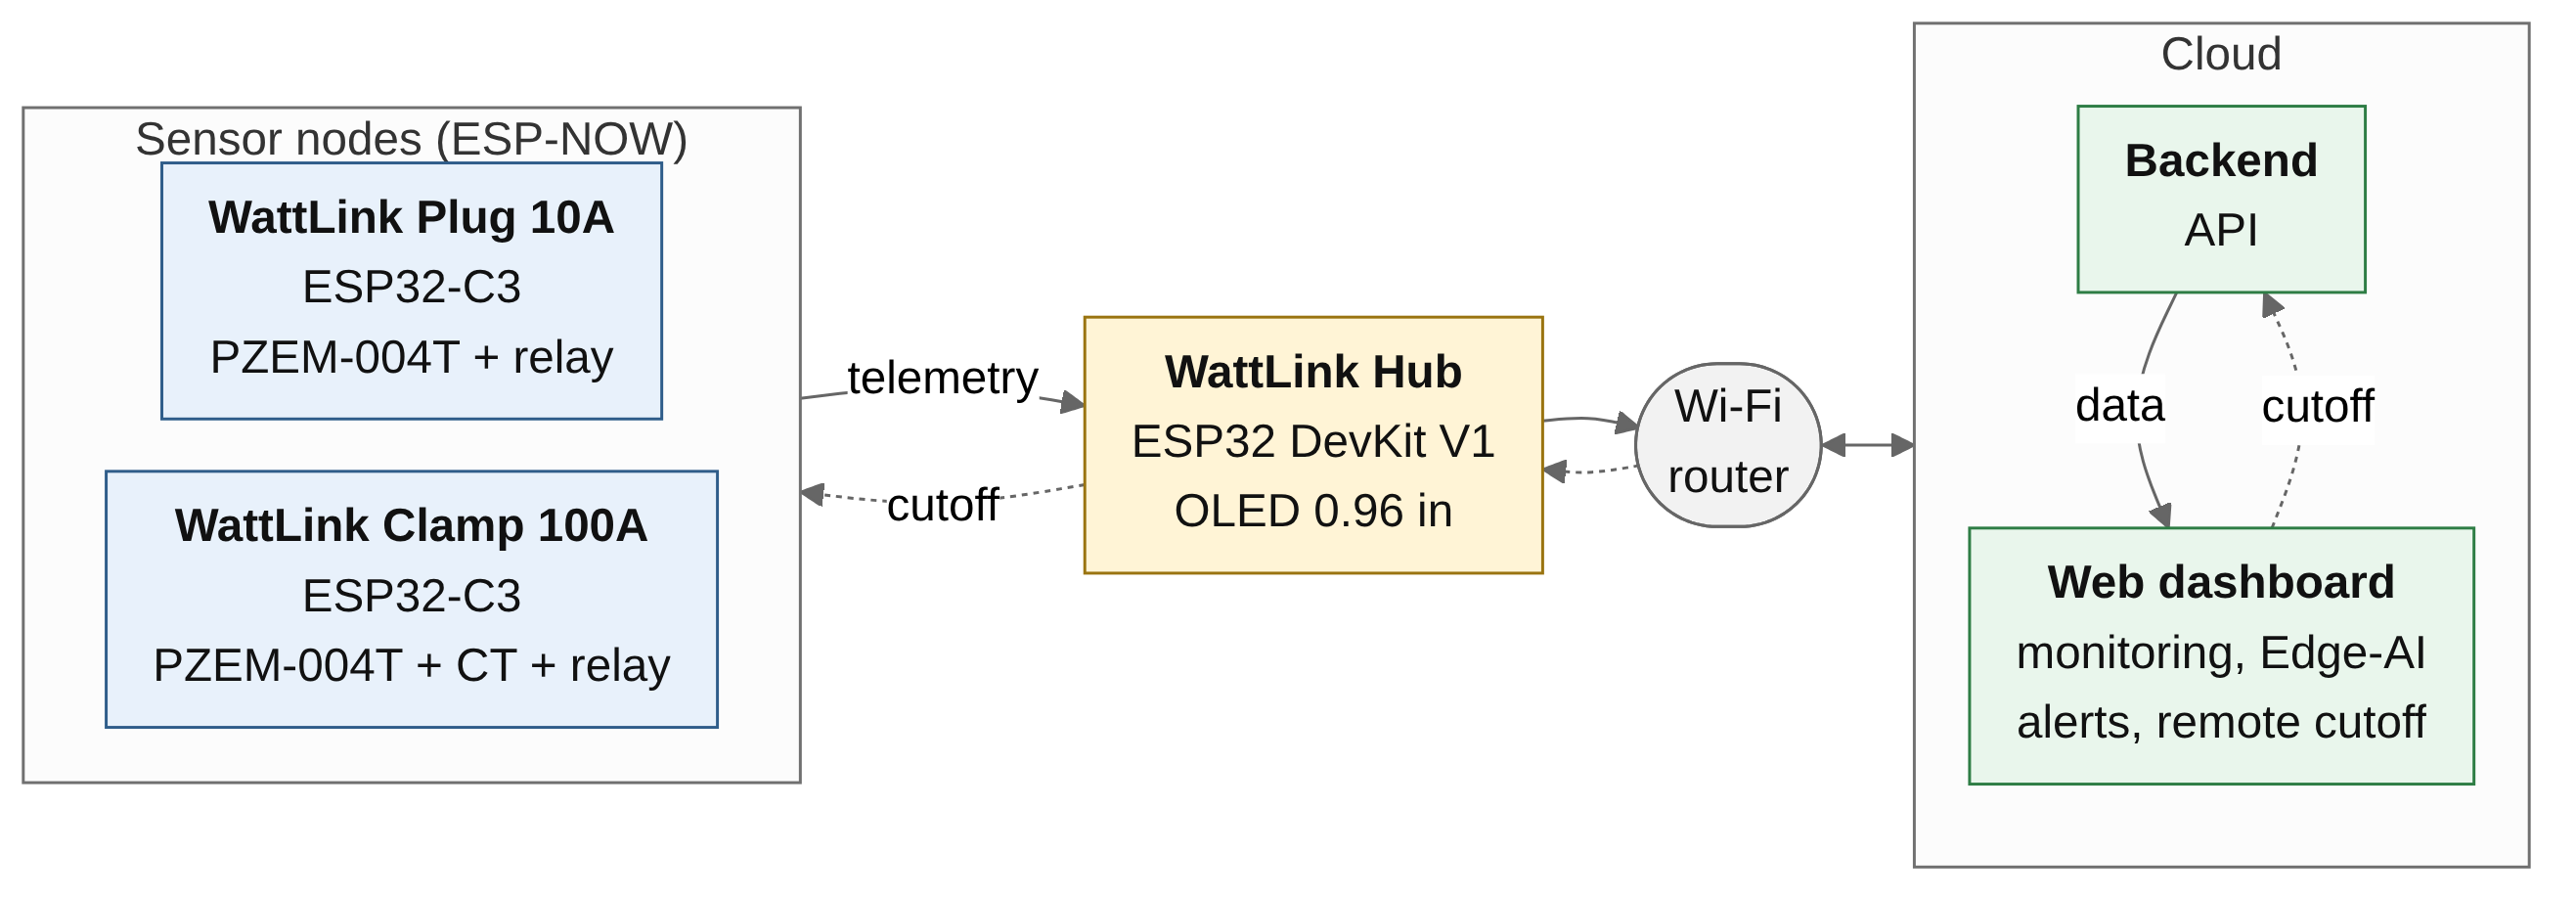 Sensor nodes (ESP-NOW)
WattLink Plug 10A
ESP32-C3
PZEM-004T + relay
WattLink Clamp 100A
ESP32-C3
PZEM-004T + CT + relay
telemetry
cutoff
WattLink Hub
ESP32 DevKit V1
OLED 0.96 in
Wi-Fi
router
Cloud
Backend
API
data
cutoff
Web dashboard
monitoring, Edge-AI
alerts, remote cutoff